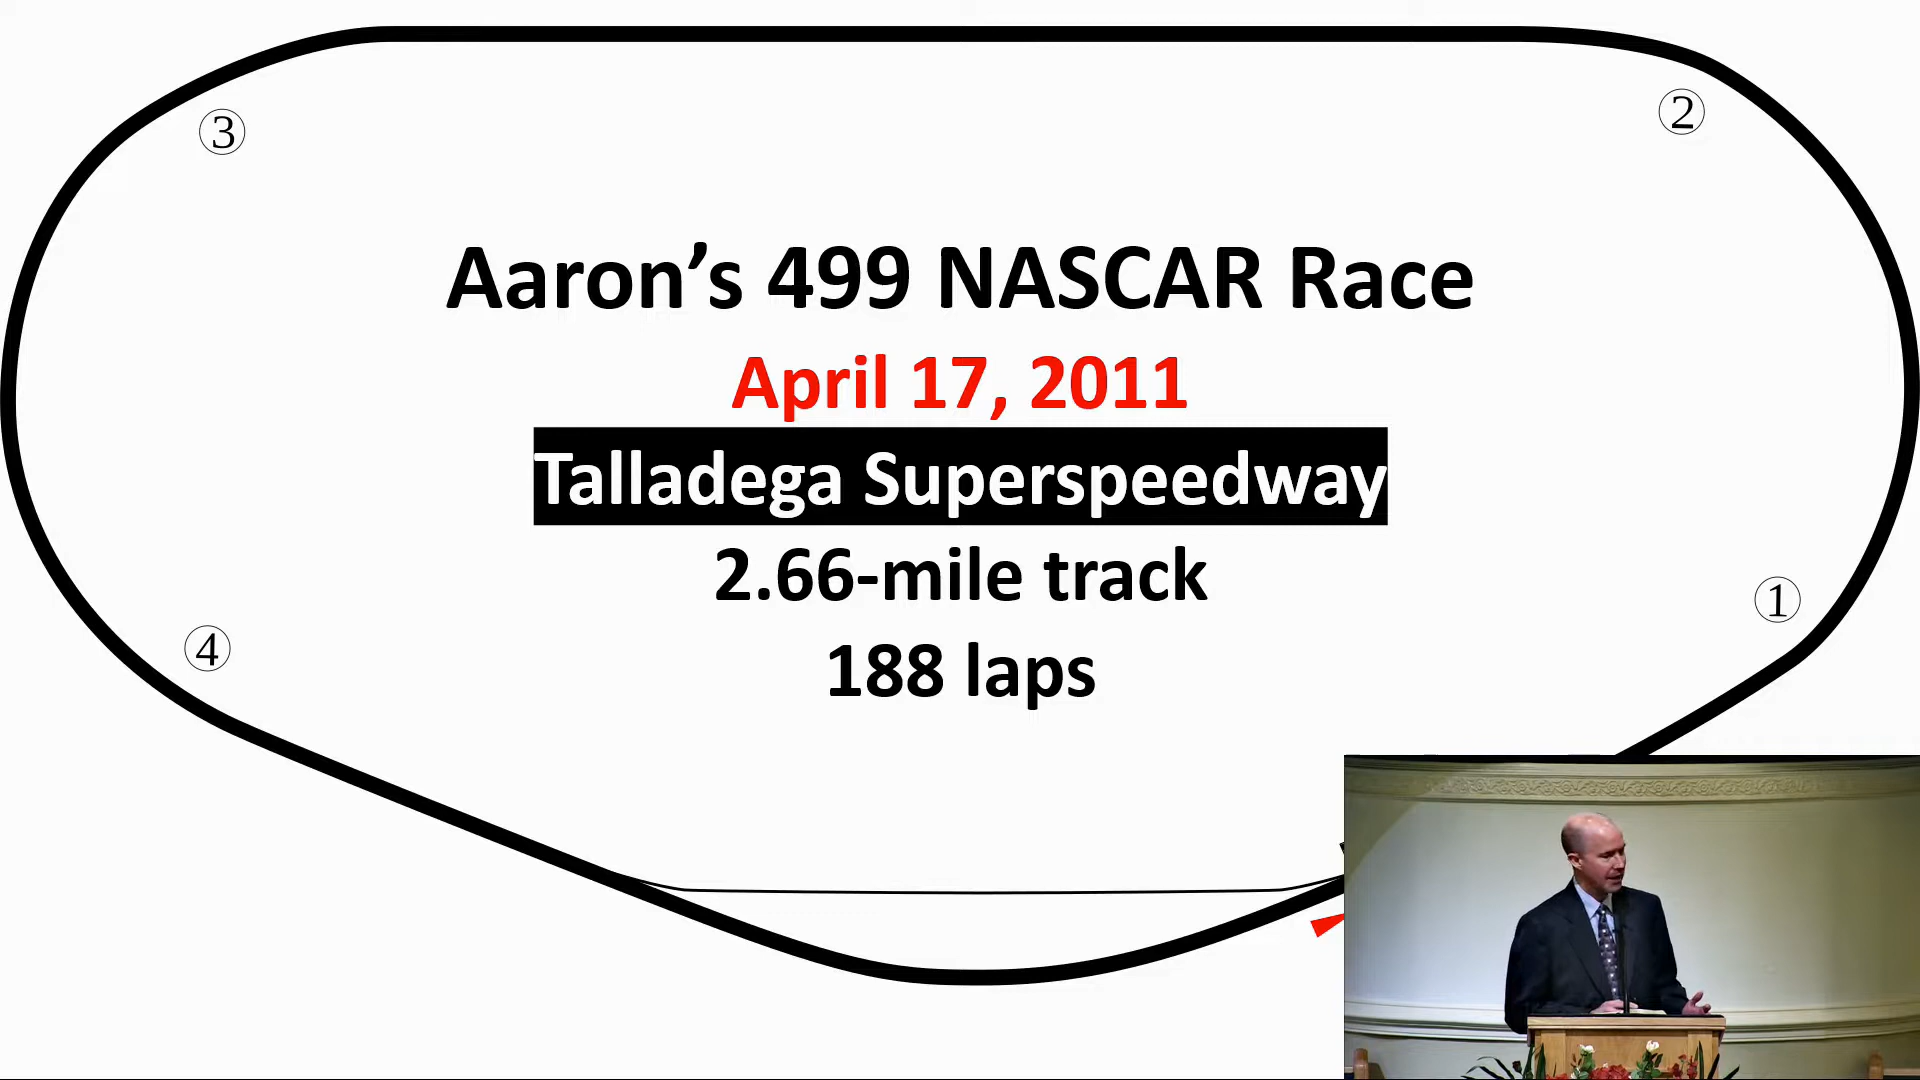 ③
②
Aaron’s 499 NASCAR Race
April 17, 2011
Talladega Superspeedway
2.66-mile track
①
④
188 laps